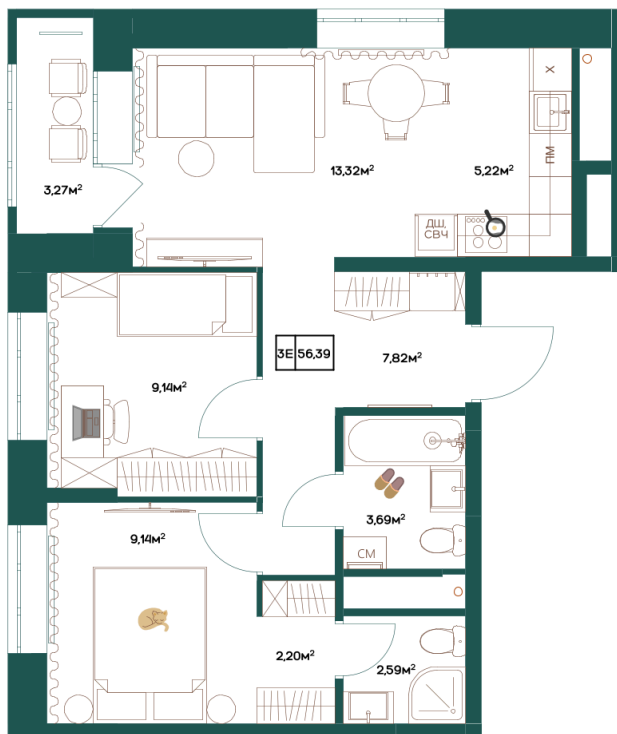 Х
ПМ
3,27м²
13,32м²
5,22м²
ДШ,
СВЧ
3Е 56,39
7,82м²
9,14м²
3,69м²
СМ
9,14м²
2,20м²
2,59м²